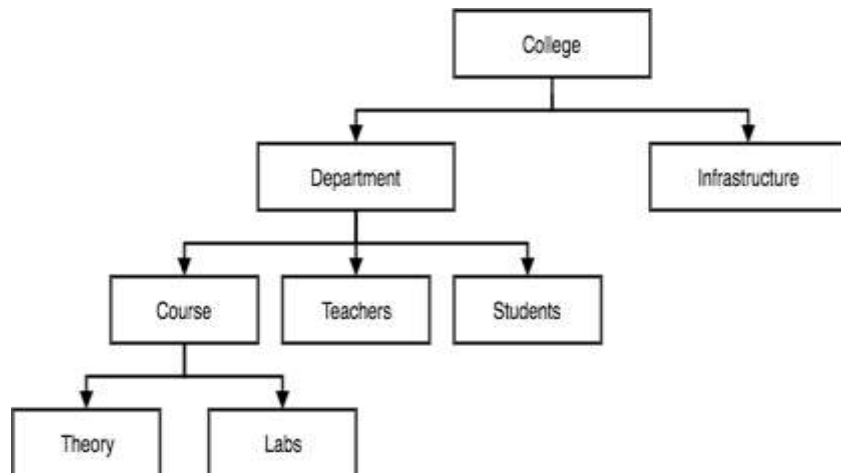 College
Department
Infrastructure
Course
Teachers
Students
Theory
Labs